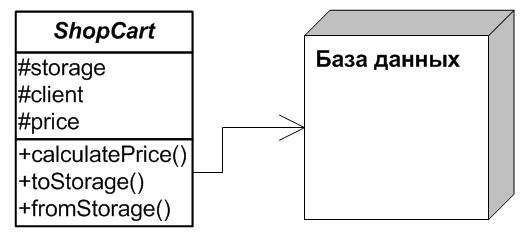 ShopCart
#storage
#client
#price
+calculatePrice()
+toStorage()
+fromStorage()
База данных